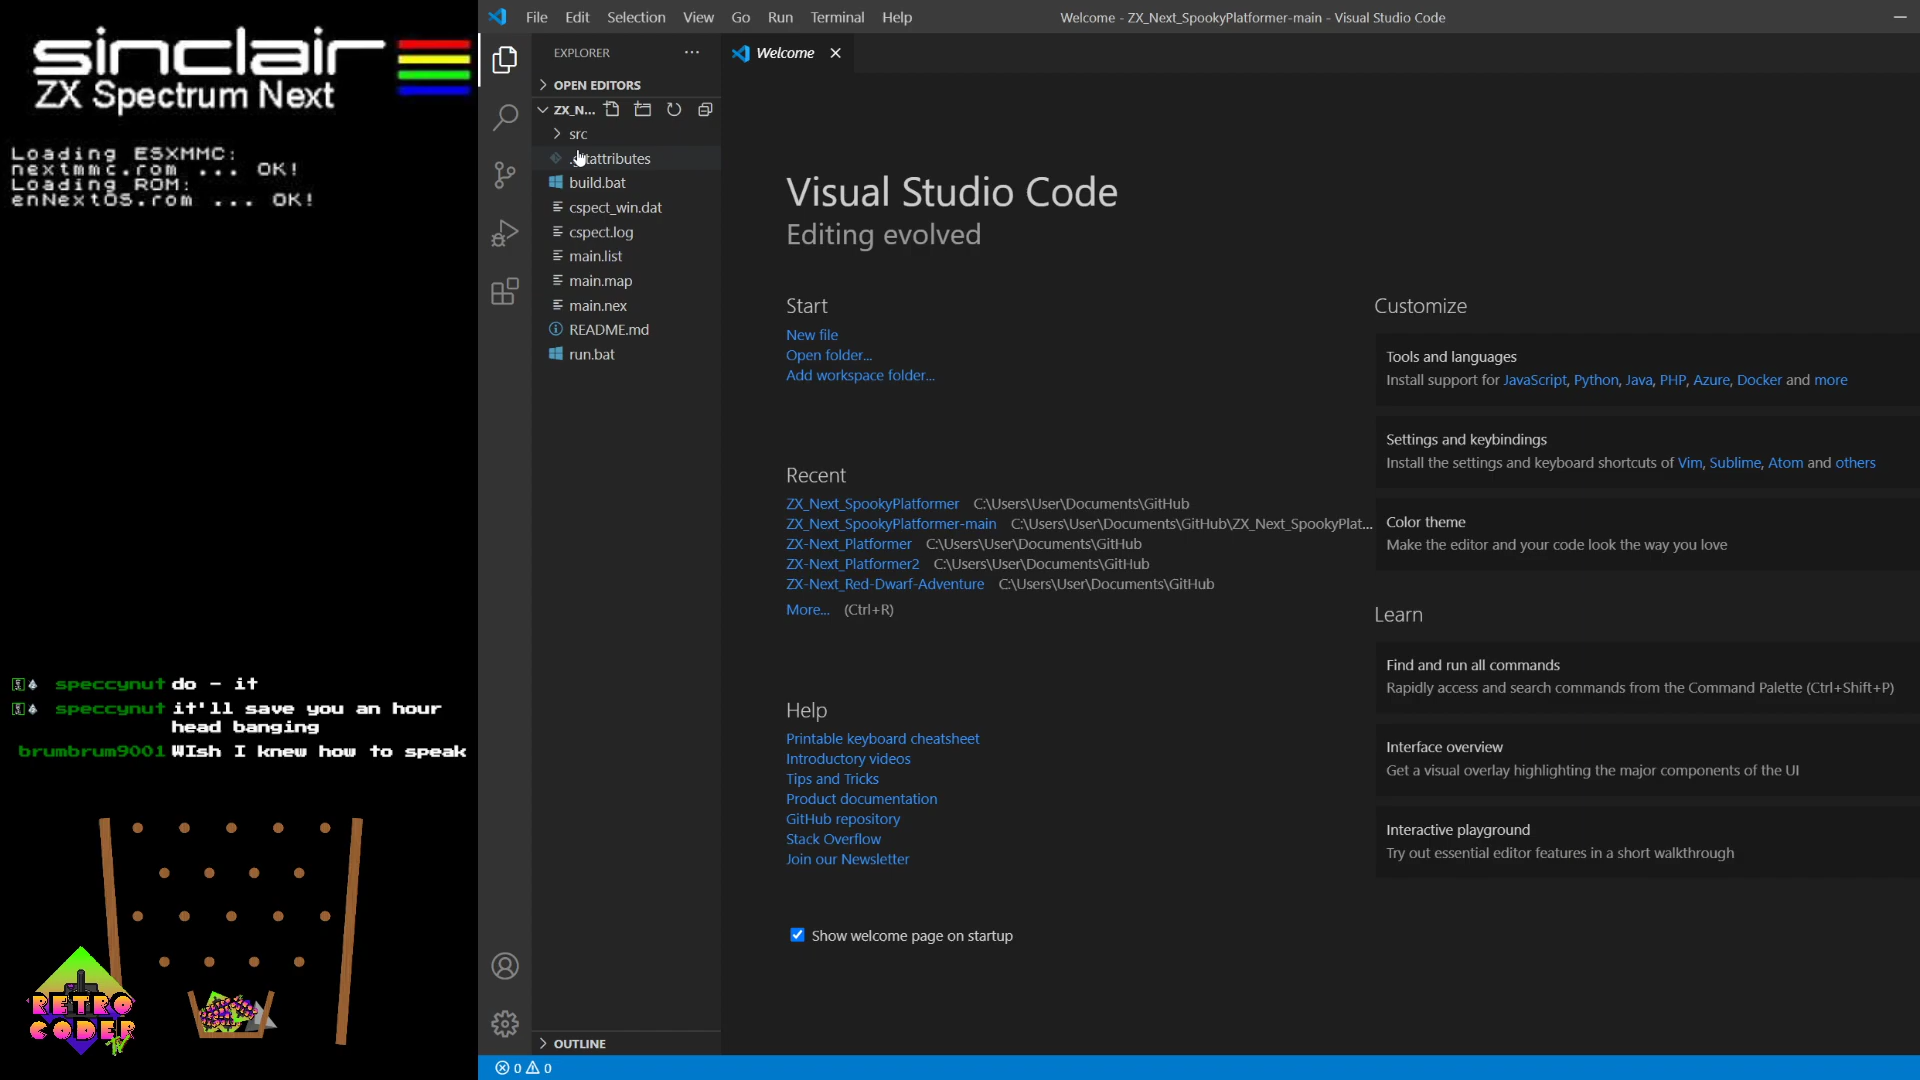 sinclair
ZX Spectrum Next
Loading ESXMMC:
nextmmc.rom ... OK!
Loading ROM:
enNextOS.rom ... OK!
speccynut do - it
speccynut it'll save you an hour
head banging
brumbrum9001 WIsh I knew how to speak
RETRO
CODER
TV
File Edit Selection View Go Run Terminal Help
Welcome - ZX_Next_SpookyPlatformer-main - Visual Studio Code
EXPLORER
OPEN EDITORS
ZX_N...
src
tattributes
build.bat
cspect_win.dat
cspect.log
main.list
main.map
main.nex
README.md
run.bat
OUTLINE
0 0
Welcome
Visual Studio Code
Editing evolved
Start
New file
Open folder...
Add workspace folder...
Recent
ZX_Next_SpookyPlatformer C:\Users\User\Documents\GitHub
ZX_Next_SpookyPlatformer-main C:\Users\User\Documents\GitHub\ZX_Next_SpookyPlat...
ZX-Next_Platformer C:\Users\User\Documents\GitHub
ZX-Next_Platformer2 C:\Users\User\Documents\GitHub
ZX-Next_Red-Dwarf-Adventure C:\Users\User\Documents\GitHub
More... (Ctrl+R)
Help
Printable keyboard cheatsheet
Introductory videos
Tips and Tricks
Product documentation
GitHub repository
Stack Overflow
Join our Newsletter
Show welcome page on startup
Customize
Tools and languages
Install support for JavaScript, Python, Java, PHP, Azure, Docker and more
Settings and keybindings
Install the settings and keyboard shortcuts of Vim, Sublime, Atom and others
Color theme
Make the editor and your code look the way you love
Learn
Find and run all commands
Rapidly access and search commands from the Command Palette (Ctrl+Shift+P)
Interface overview
Get a visual overlay highlighting the major components of the UI
Interactive playground
Try out essential editor features in a short walkthrough